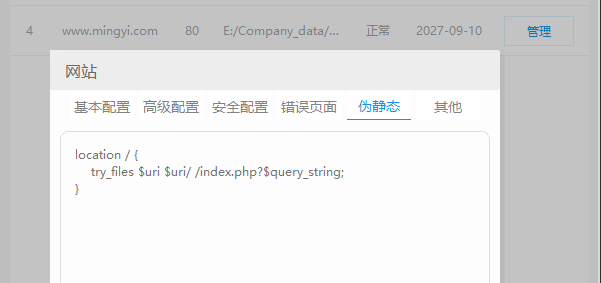 4 www.mingyi.com 80 E:/Company_data/... 正常 2027-09-10 管理
网站
基本配置 高级配置 安全配置 错误页面 伪静态 其他
location / {
try_files $uri $uri/ /index.php?$query_string;
}